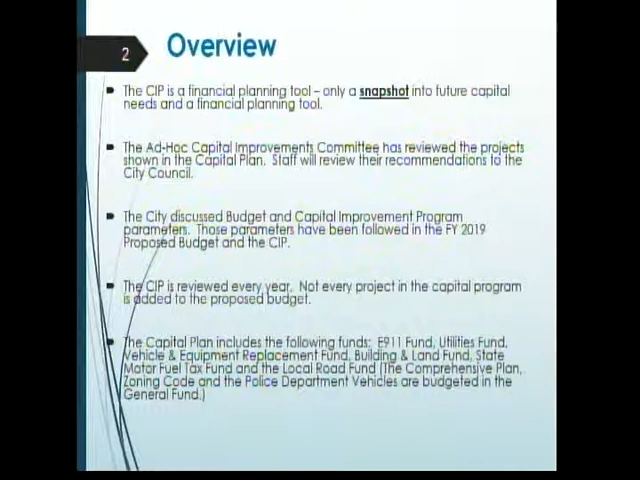 2
Overview
The CIP is a financial planning tool – only a snapshot into future capital
needs and a financial planning tool.
The Ad-Hoc Capital Improvements Committee has reviewed the projects
shown in the Capital Plan. Staff will review their recommendations to the
City Council.
The City discussed Budget and Capital Improvement Program
parameters. Those parameters have been followed in the FY 2019
Proposed Budget and the CIP.
The CIP is reviewed every year. Not every project in the capital program
is added to the proposed budget.
The Capital Plan includes the following funds: E911 Fund, Utilities Fund,
Vehicle & Equipment Replacement Fund, Building & Land Fund, State
Motor Fuel Tax Fund and the Local Road Fund (The Comprehensive Plan,
Zoning Code and the Police Department Vehicles are budgeted in the
General Fund.)